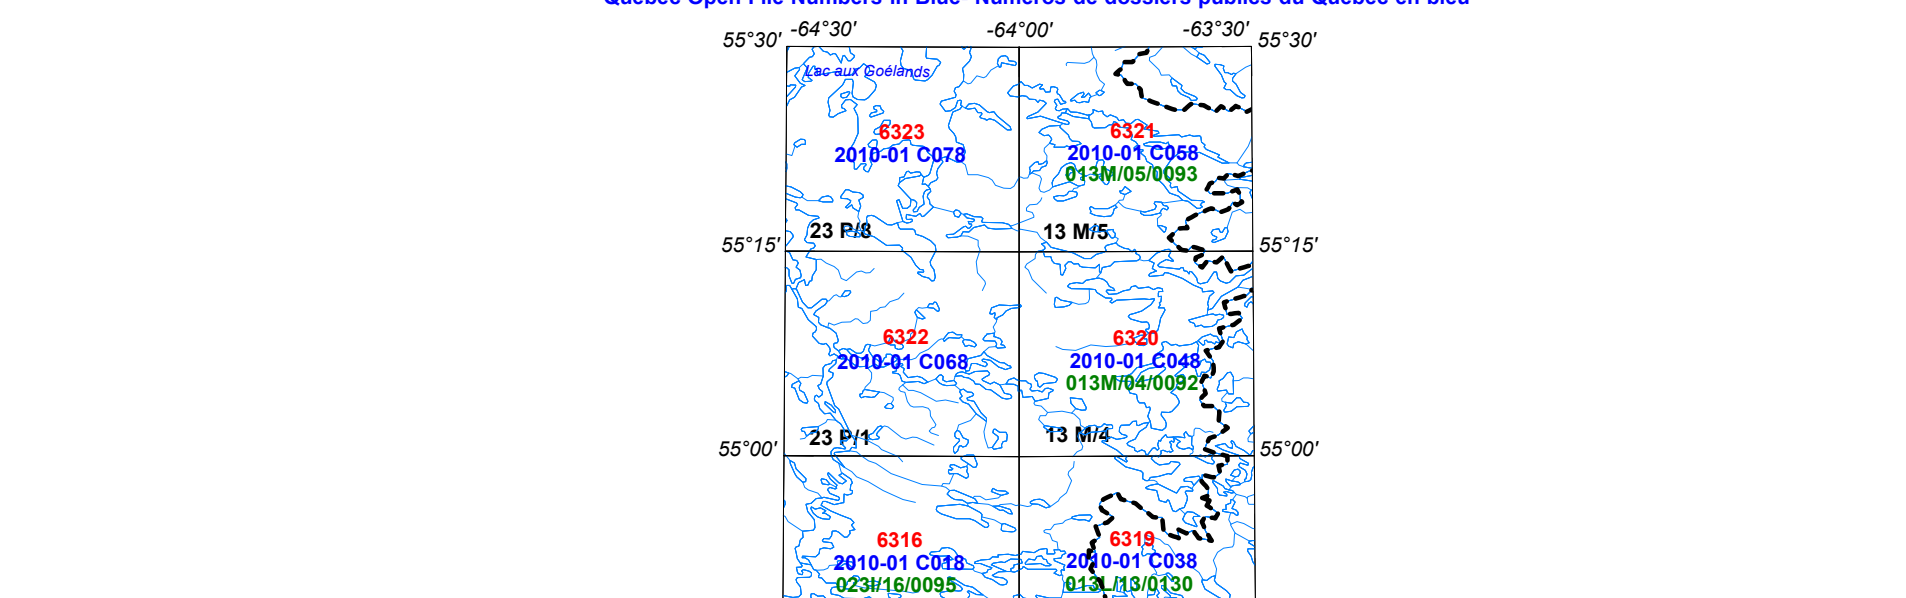 Quebec Open File Numbers in Blue  Numéros de dossiers publics du Québec en bleu
-64°30' -64°00' -63°30'
55°30' 55°30'
Lac aux Goélands
6323 6321
2010-01 C078 2010-01 C058
013M/05/0093
23 P/8 13 M/5
55°15' 55°15'
6322 6320
2010-01 C068 2010-01 C048
013M/04/0092
23 P/1 13 M/4
55°00' 55°00'
6316 6319
2010-01 C018 2010-01 C038
023I/16/0095 013L/13/0130